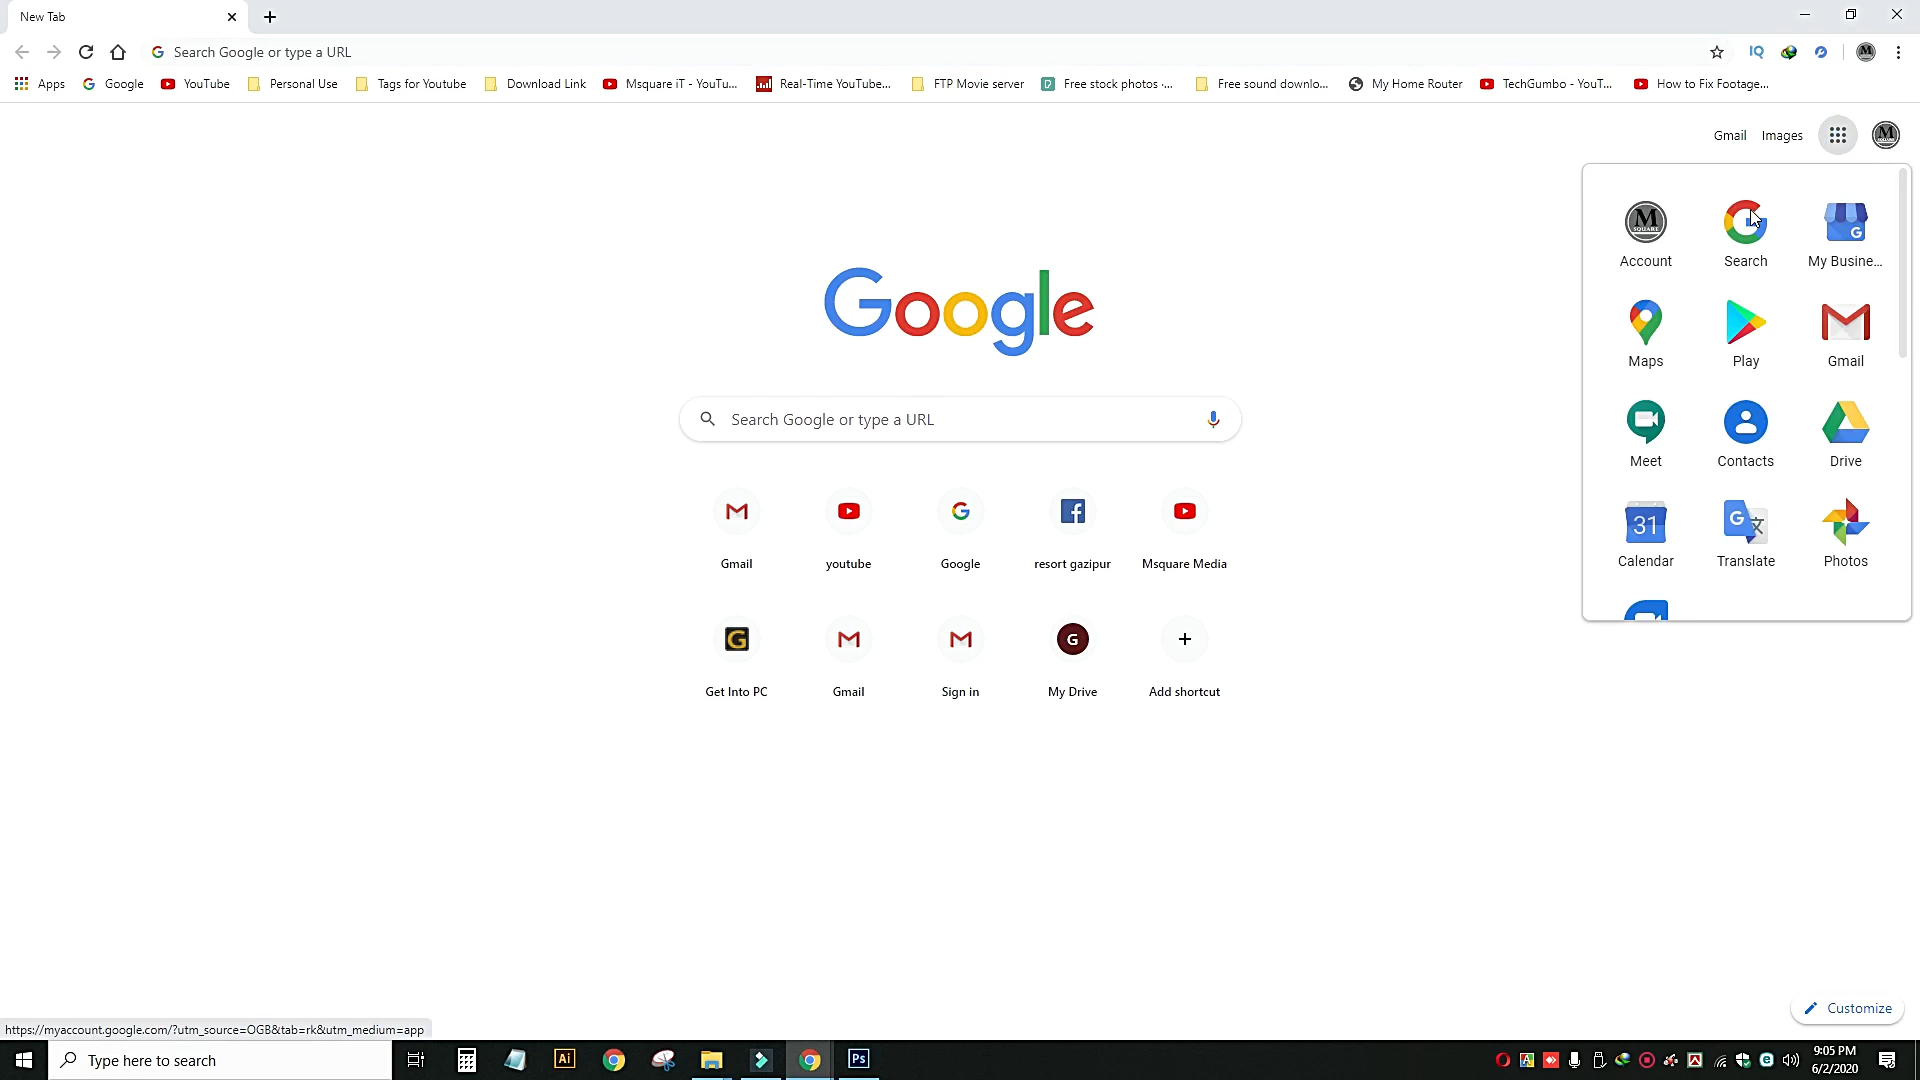 New Tab
Search Google or type a URL
IQ
Apps Google YouTube Personal Use Tags for Youtube Download Link Msquare iT - YouTu... Real-Time YouTube... FTP Movie server Free stock photos -... Free sound downlo... My Home Router TechGumbo - YouT... How to Fix Footage...
Gmail Images
Account Search My Busine...
Maps Play Gmail
Meet Contacts Drive
31
Calendar Translate Photos
Google
Search Google or type a URL
Gmail youtube Google resort gazipur Msquare Media
Get Into PC Gmail Sign in My Drive Add shortcut
Customize
https://myaccount.google.com/?utm_source=OGB&tab=rk&utm_medium=app
Type here to search
Ai
Ps
9:05 PM
6/2/2020